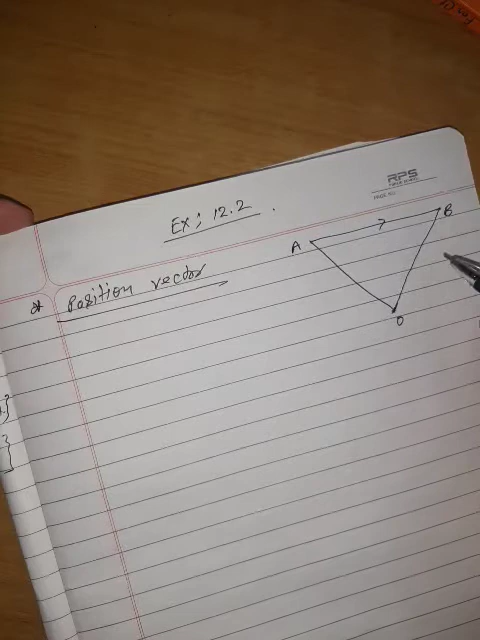 RPS
Ex; 12.2.
* Position vector
A
B
O